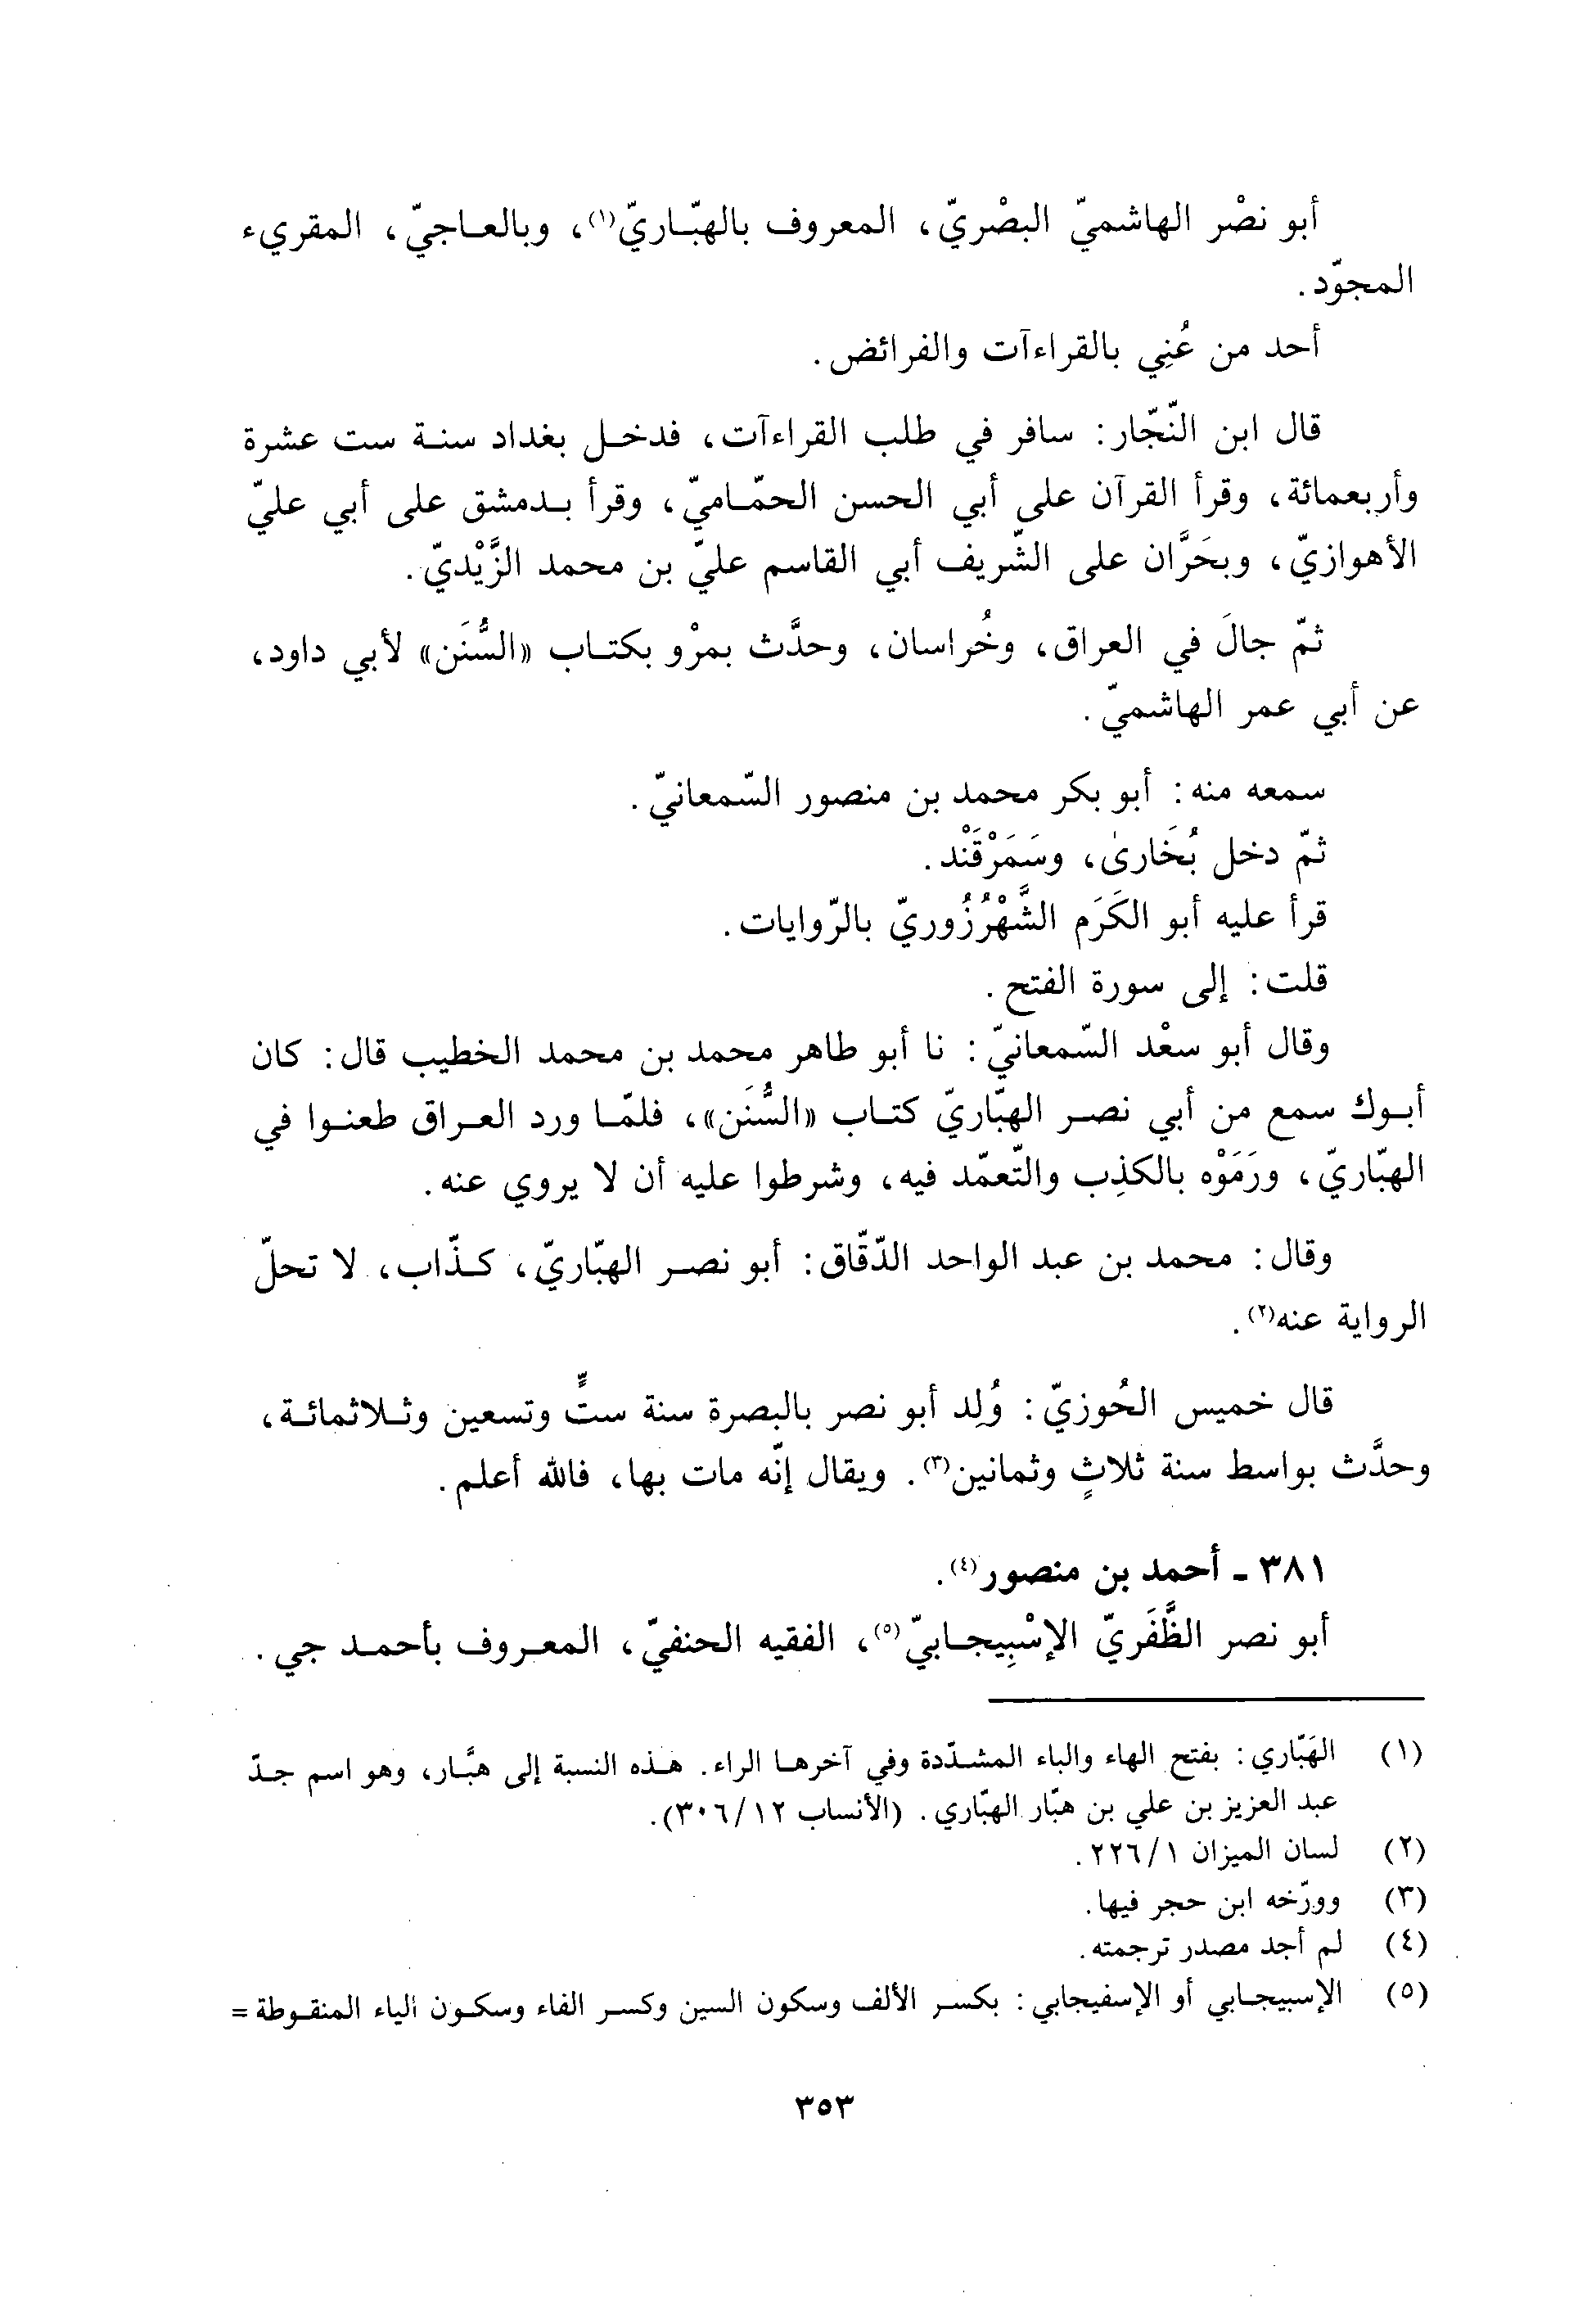 أبو نصْر الهاشميّ البصْريّ، المعروف بالهبّاريّ(١)، وبالعاجيّ، المقريء
المجوّد.
أحد من عُنِي بالقراءآت والفرائض.
قال ابن النّجّار: سافر في طلب القراءآت، فدخل بغداد سنة ست عشرة
وأربعمائة، وقرأ القرآن على أبي الحسن الحمّاميّ، وقرأ بدمشق على أبي عليّ
الأهوازيّ، وبحَرَّان على الشّريف أبي القاسم عليّ بن محمد الزَّيْديّ.
ثمّ جالَ في العراق، وخُراسان، وحدَّث بمرْو بكتاب «السُّنَن» لأبي داود،
عن أبي عمر الهاشميّ.
سمعه منه: أبو بكر محمد بن منصور السّمعانيّ.
ثمّ دخل بُخَارىٰ، وسَمَرْقَنْد.
قرأ عليه أبو الكَرَم الشَّهْرُزُوريّ بالرّوايات.
قلت: إلى سورة الفتح.
وقال أبو سعْد السّمعانيّ: نا أبو طاهر محمد بن محمد الخطيب قال: كان
أبوك سمع من أبي نصر الهبّاريّ كتاب «السُّنَن»، فلمّا ورد العراق طعنوا في
الهبّاريّ، ورَمَوْه بالكذِب والتّعمّد فيه، وشرطوا عليه أن لا يروي عنه.
وقال: محمد بن عبد الواحد الدّقّاق: أبو نصر الهبّاريّ، كذّاب، لا تحلّ
الرواية عنه(٢).
قال خميس الحُوزيّ: وُلِد أبو نصر بالبصرة سنة ستٍّ وتسعين وثلاثمائة،
وحدَّث بواسط سنة ثلاثٍ وثمانين(٣). ويقال إنّه مات بها، فالله أعلم.
٣٨١ ـ أحمد بن منصور(٤).
أبو نصر الظَّفَريّ الإسْبِيجابيّ(٥)، الفقيه الحنفيّ، المعروف بأحمد جي.
(١) الهَبّاري: بفتح الهاء والباء المشدّدة وفي آخرها الراء. هذه النسبة إلى هبَّار، وهو اسم جدّ
عبد العزيز بن علي بن هبّار الهبّاري. (الأنساب ٣٠٦/١٢).
(٢) لسان الميزان ٢٢٦/١.
(٣) وورّخه ابن حجر فيها.
(٤) لم أجد مصدر ترجمته.
(٥) الإسبيجابي أو الإسفيجابي: بكسر الألف وسكون السين وكسر الفاء وسكون الياء المنقوطة =
٣٥٣